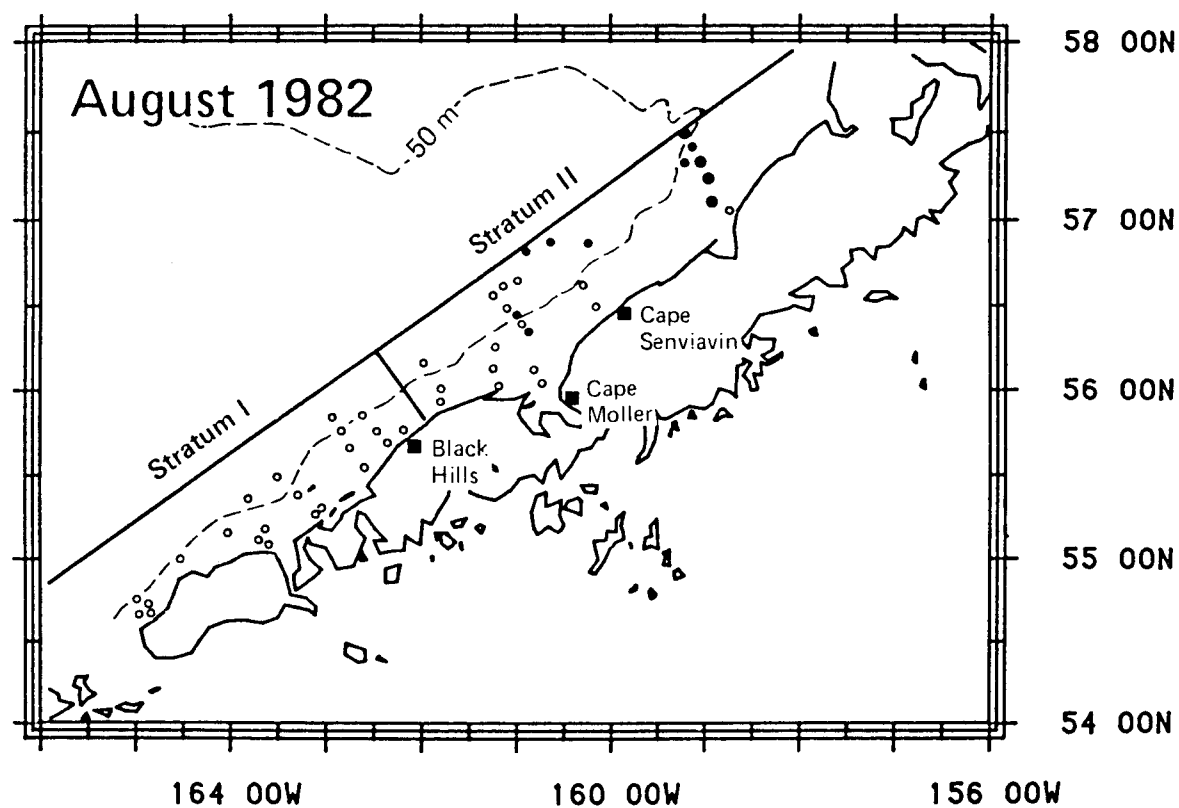 August 1982
58 00N
50 m
Stratum II
57 00N
Cape
Senviavin
56 00N
Cape
Moller
Stratum I
Black
Hills
55 00N
54 00N
164 00W
160 00W
156 00W